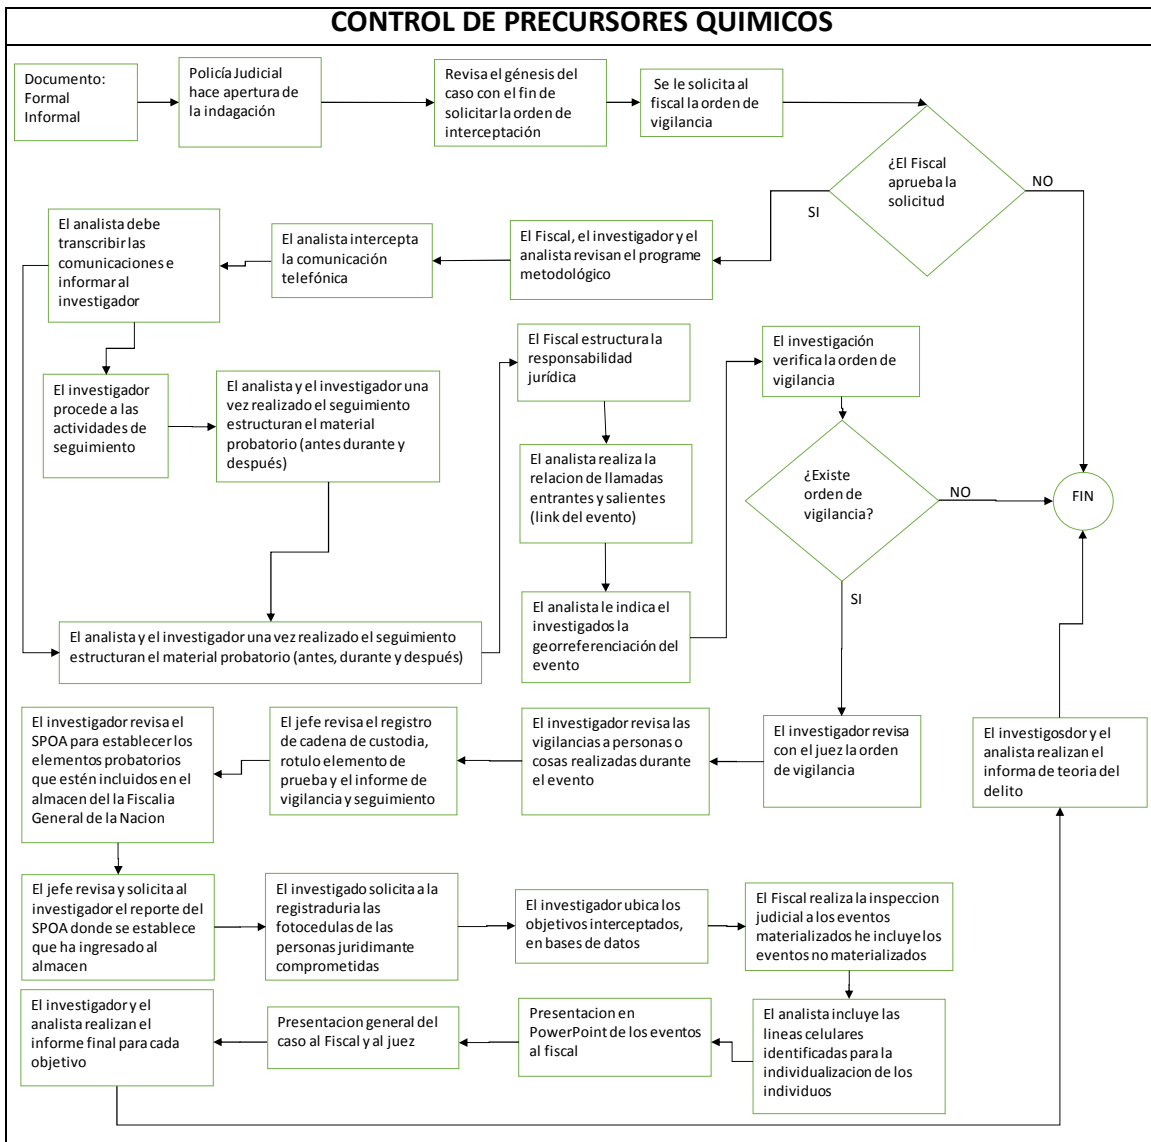 CONTROL DE PRECURSORES QUIMICOS
Documento:
Formal
Informal
Policía Judicial
hace apertura de
la indagación
Revisa el génesis del
caso con el fin de
solicitar la orden de
interceptación
Se le solicita al
fiscal la orden de
vigilancia
¿El Fiscal
aprueba la
solicitud
NO
SI
El Fiscal, el investigador y el
analista revisan el programe
metodológico
El analista intercepta
la comunicación
telefónica
El analista debe
transcribir las
comunicaciones e
informar al
investigador
El investigador
procede a las
actividades de
seguimiento
El analista y el investigador una
vez realizado el seguimiento
estructuran el material
probatorio (antes durante y
después)
El analista y el investigador una vez realizado el seguimiento
estructuran el material probatorio (antes, durante y después)
El Fiscal estructura la
responsabilidad
jurídica
El analista realiza la
relacion de llamadas
entrantes y salientes
(link del evento)
El analista le indica el
investigados la
georreferenciación del
evento
El investigación
verifica la orden de
vigilancia
¿Existe
orden de
vigilancia?
NO
FIN
SI
El investigador revisa
con el juez la orden
de vigilancia
El investigador revisa las
vigilancias a personas o
cosas realizadas durante
el evento
El jefe revisa el registro
de cadena de custodia,
rotulo elemento de
prueba y el informe de
vigilancia y seguimiento
El investigador revisa el
SPOA para establecer los
elementos probatorios
que estén incluidos en el
almacen del la Fiscalia
General de la Nacion
El jefe revisa y solicita al
investigador el reporte del
SPOA donde se establece
que ha ingresado al
almacen
El investigado solicita a la
registraduria las
fotocedulas de las
personas juridimante
comprometidas
El investigador ubica los
objetivos interceptados,
en bases de datos
El Fiscal realiza la inspeccion
judicial a los eventos
materializados he incluye los
eventos no materializados
El analista incluye las
lineas celulares
identificadas para la
individualizacion de los
individuos
Presentacion en
PowerPoint de los eventos
al fiscal
Presentacion general del
caso al Fiscal y al juez
El investigador y el
analista realizan el
informe final para cada
objetivo
El investigosdor y el
analista realizan el
informa de teoria del
delito